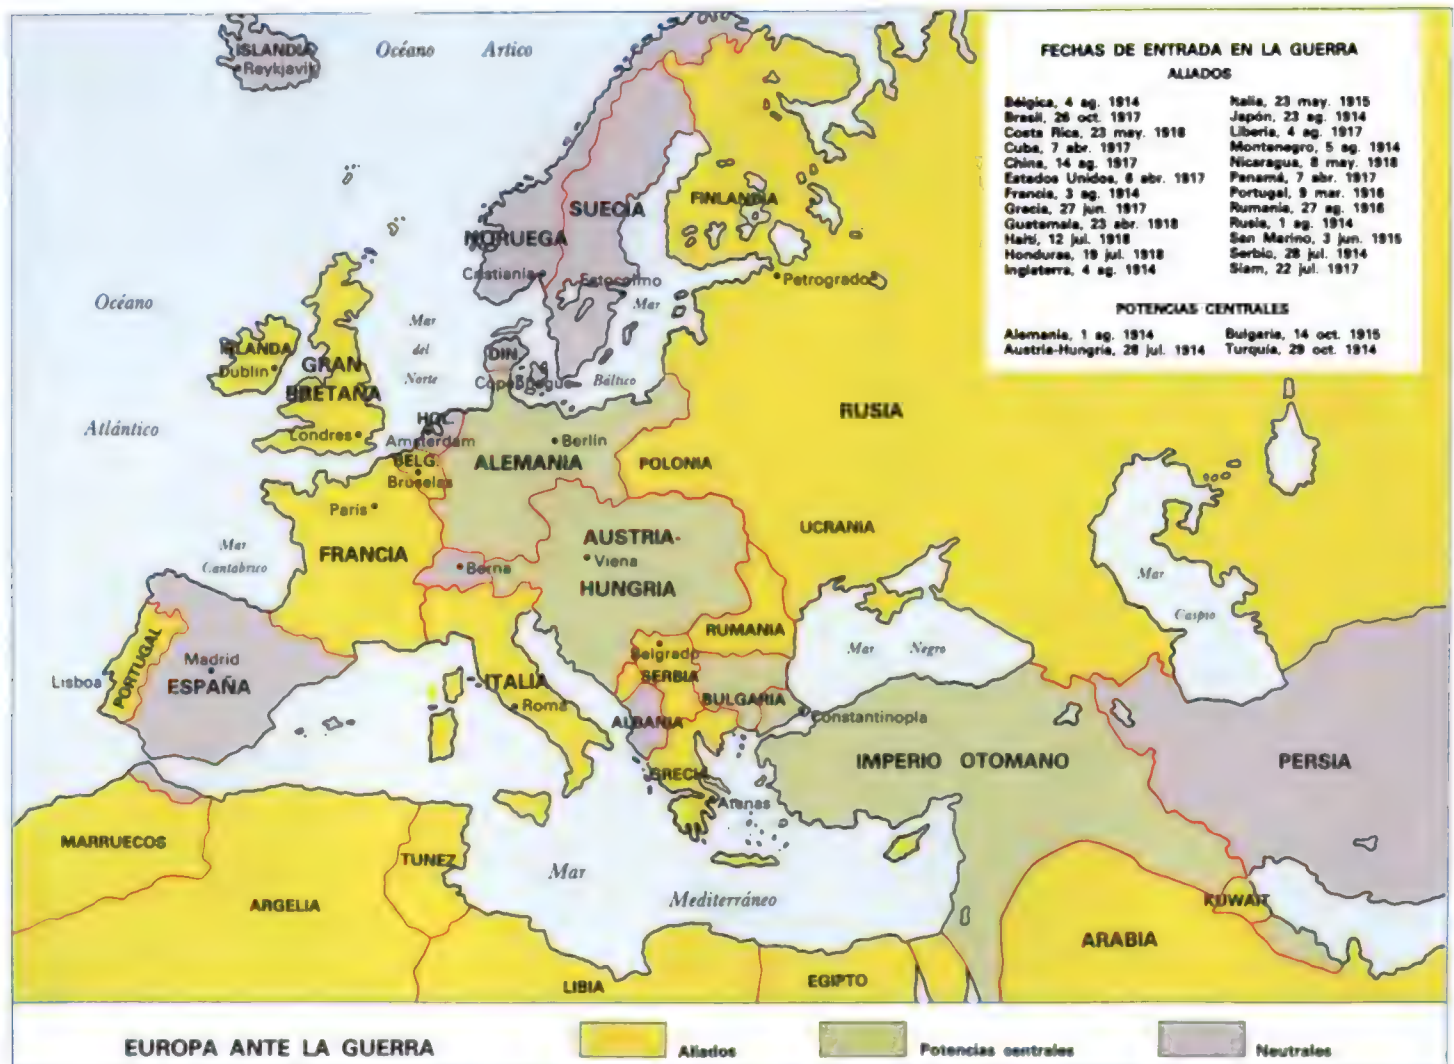 FECHAS DE ENTRADA EN LA GUERRA
ALIADOS
Bélgica, 4 ag. 1914
Brasil, 26 oct. 1917
Costa Rica, 23 may. 1918
Cuba, 7 abr. 1917
China, 14 ag. 1917
Estados Unidos, 6 abr. 1917
Francia, 3 ag. 1914
Grecia, 27 jun. 1917
Guatemala, 23 abr. 1918
Haití, 12 jul. 1918
Honduras, 19 jul. 1918
Inglaterra, 4 ag. 1914
Italia, 23 may. 1915
Japón, 23 ag. 1914
Liberia, 4 ag. 1917
Montenegro, 5 ag. 1914
Nicaragua, 8 may. 1918
Panamá, 7 abr. 1917
Portugal, 9 mar. 1916
Rumania, 27 ag. 1916
Rusia, 1 ag. 1914
San Marino, 3 jun. 1915
Serbio, 28 jul. 1914
Siam, 22 jul. 1917
POTENCIAS CENTRALES
Alemania, 1 ag. 1914
Austria-Hungría, 28 jul. 1914
Bulgaria, 14 oct. 1915
Turquía, 29 oct. 1914
ISLANDIA
Reykjavik
Océano Artico
SUECIA
FINLANDIA
NORUEGA
Cristianía
Estocolmo
Petrogrado
Océano
Atlántico
Mar
del
Norte
Mar
Báltico
IRLANDA
Dublín
GRAN
BRETAÑA
Londres
DIN.
Copenhague
HOL.
Amsterdam
BELG.
Bruselas
Berlín
ALEMANIA
POLONIA
RUSIA
París
FRANCIA
Mar
Cantábrico
Berna
AUSTRIA-
Viena
HUNGRIA
UCRANIA
Mar
Caspio
RUMANIA
Mar Negro
Belgrado
SERBIA
BULGARIA
Constantinopla
ALBANIA
GRECIA
Atenas
ITALIA
Roma
PORTUGAL
Lisboa
Madrid
ESPAÑA
IMPERIO OTOMANO
PERSIA
MARRUECOS
ARGELIA
TUNEZ
Mar
Mediterráneo
LIBIA
EGIPTO
ARABIA
KUWAIT
EUROPA ANTE LA GUERRA
Aliados
Potencias centrales
Neutrales